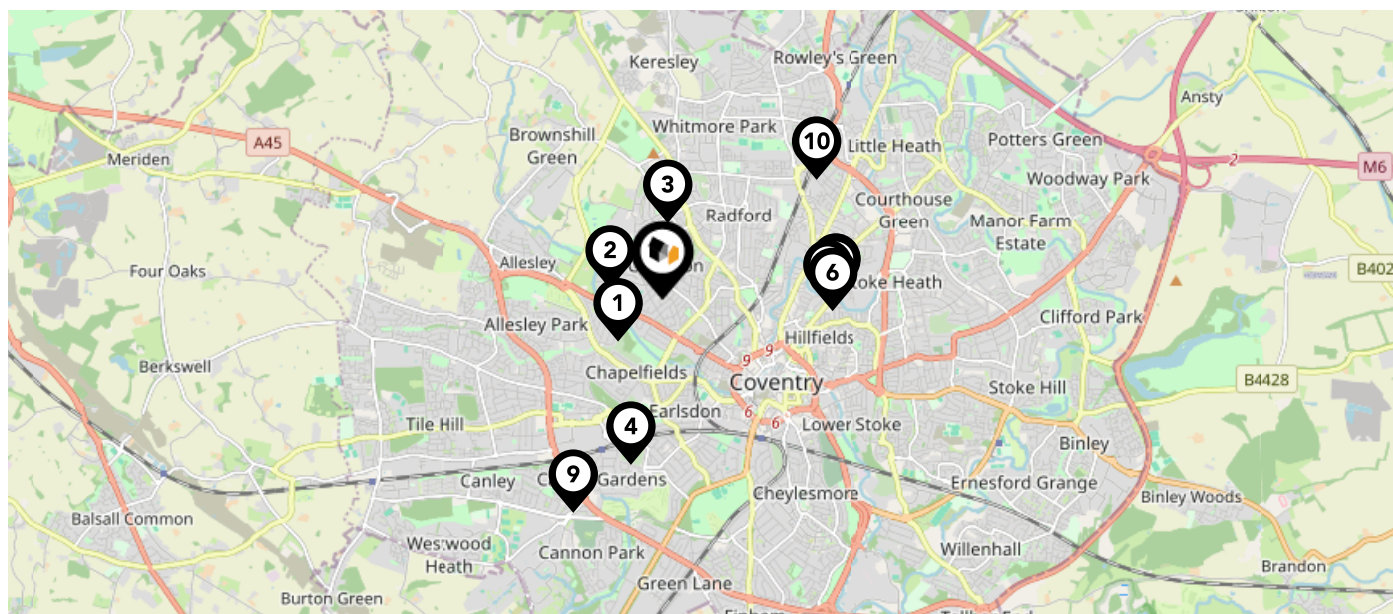 Keresley
Rowley's Green
Ansty
Whitmore Park
Brownshill
Green
10
Little Heath
Potters Green
A45
Meriden
2
M6
3
Woodway Park
Courthouse
Green
Radford
Manor Farm
Estate
2
Allesley
Four Oaks
6
Heath
B402
1
Allesley Park
Clifford Park
Hillfields
Berkswell
9
9
Chapelfields
Coventry
Stoke Hill
B4428
Earlsdon
6
6
Tile Hill
4
Lower Stoke
Binley
9
Gardens
Canley
Ernesford Grange
Cheylesmore
Binley Woods
Balsall Common
Westwood
Heath
Cannon Park
Willenhall
Brandon
Green Lane
Burton Green